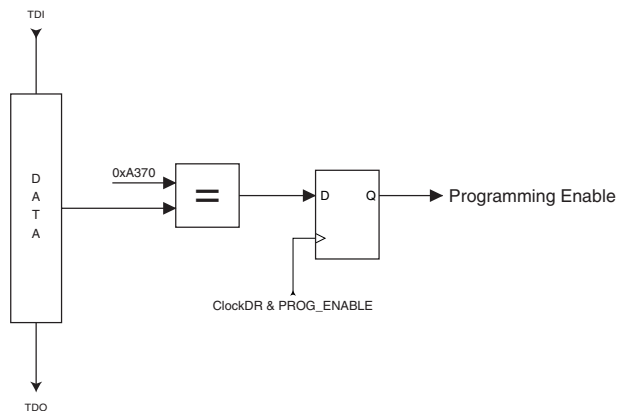 TDI
D
A
T
A
0xA370
=
D
Q
Programming Enable
ClockDR & PROG_ENABLE
TDO